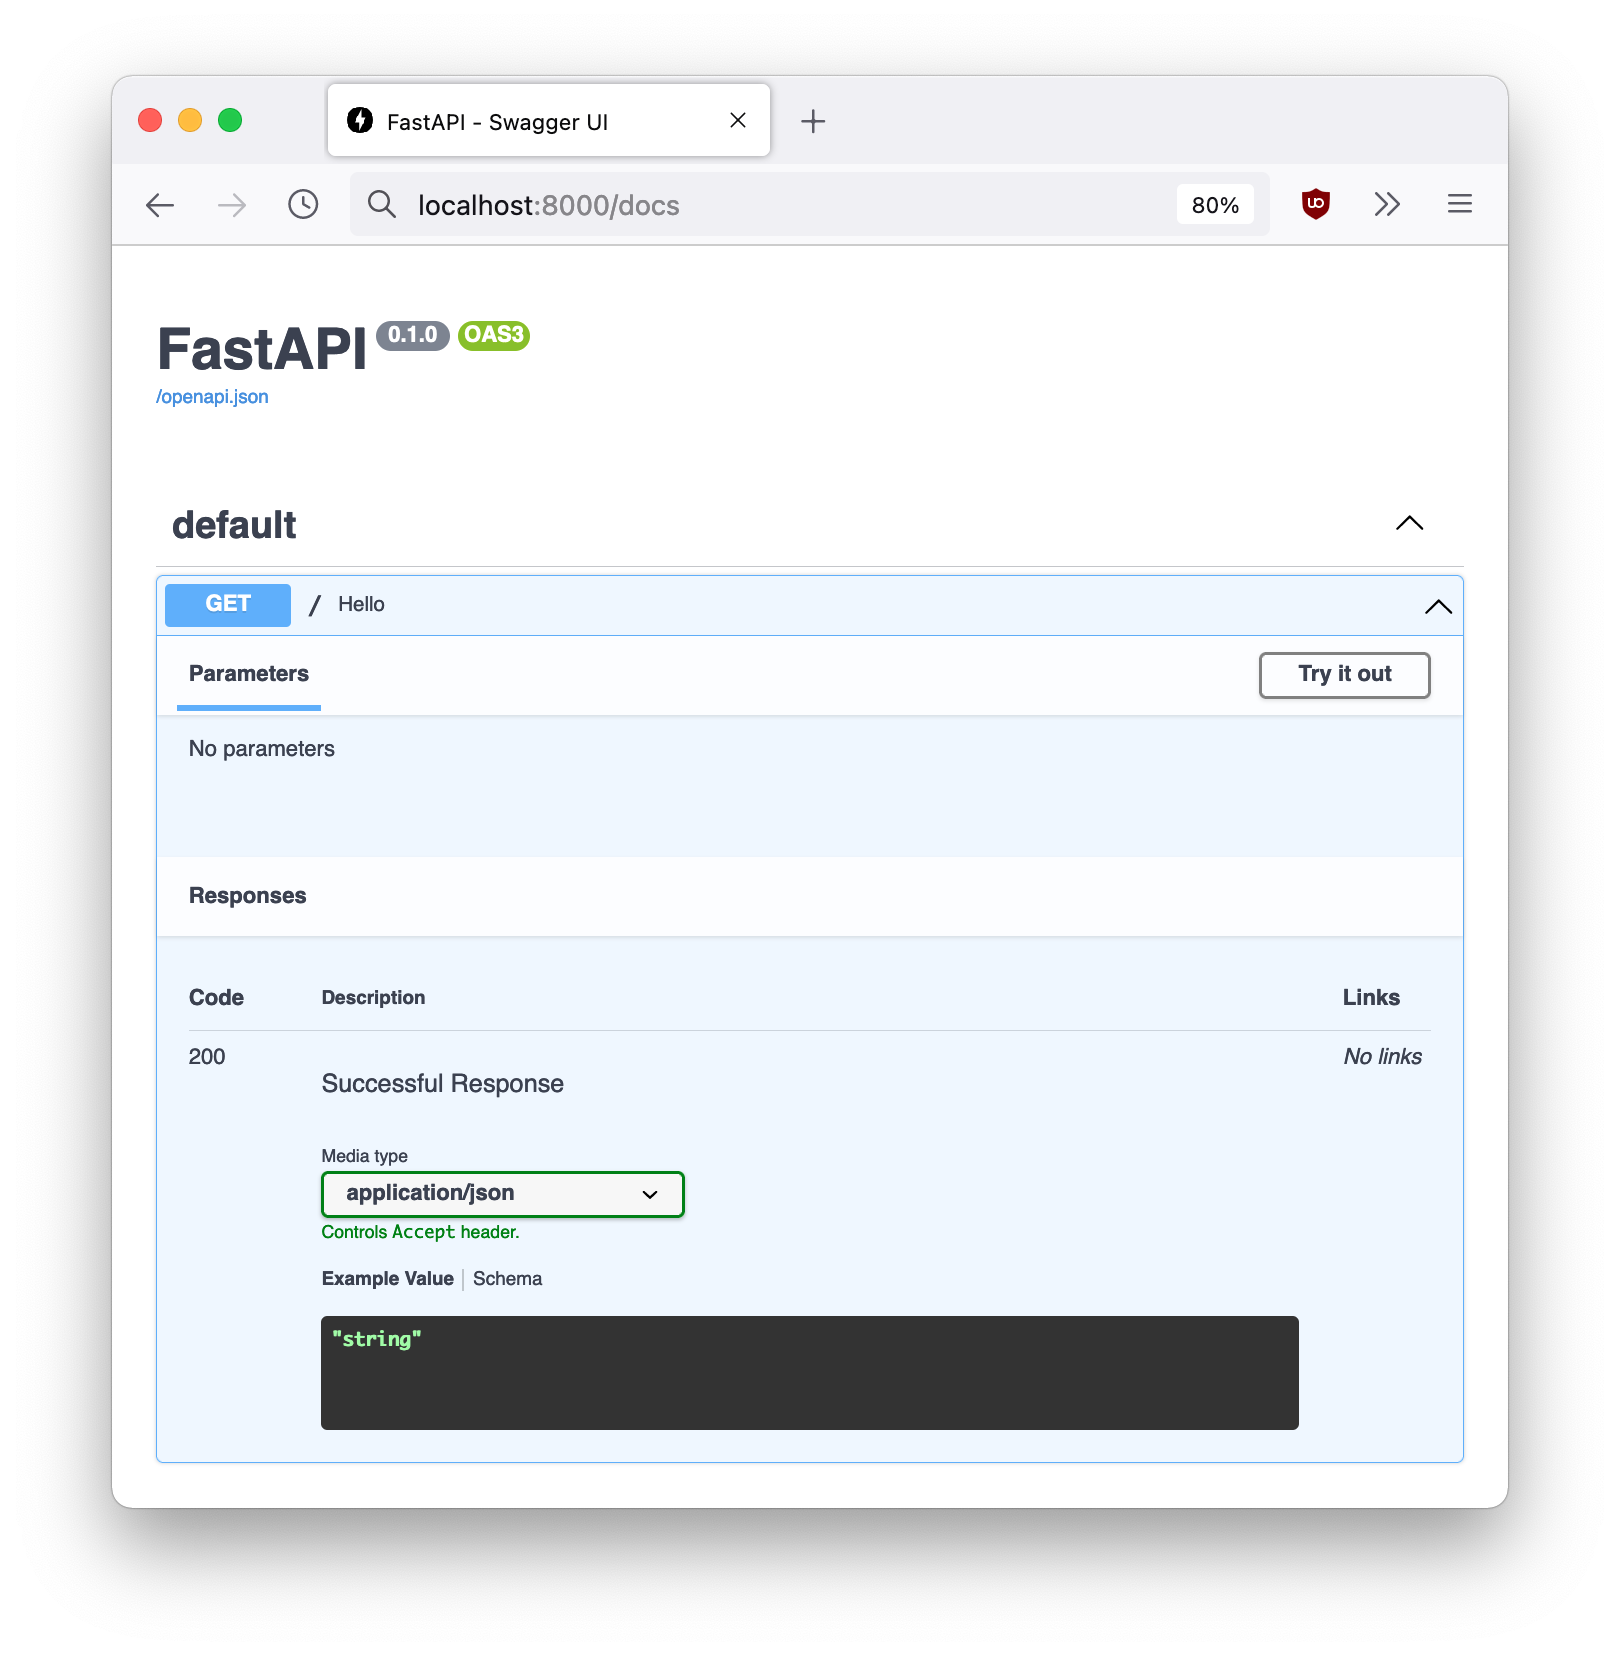 FastAPI - Swagger UI
localhost:8000/docs 80%
FastAPI 0.1.0 OAS3
/openapi.json
default
GET / Hello
Parameters Try it out
No parameters
Responses
Code Description Links
200 No links
Successful Response
Media type
application/json
Controls Accept header.
Example Value Schema
"string"